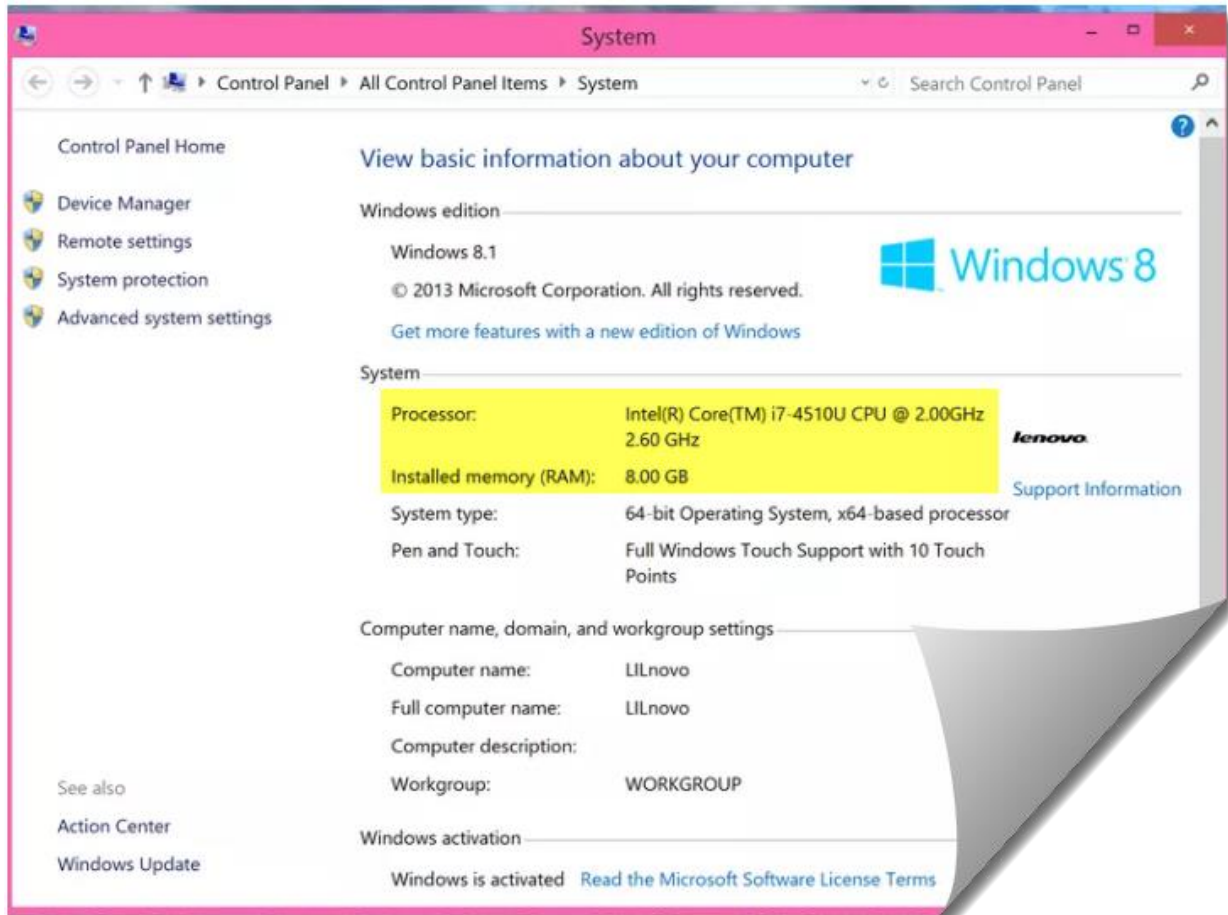 System
Control Panel ▸ All Control Panel Items ▸ System
Search Control Panel
Control Panel Home
Device Manager
Remote settings
System protection
Advanced system settings
See also
Action Center
Windows Update
View basic information about your computer
Windows edition
Windows 8.1
© 2013 Microsoft Corporation. All rights reserved.
Get more features with a new edition of Windows
Windows 8
System
Processor: Intel(R) Core(TM) i7-4510U CPU @ 2.00GHz
2.60 GHz
Installed memory (RAM): 8.00 GB
System type: 64-bit Operating System, x64-based processor
Pen and Touch: Full Windows Touch Support with 10 Touch
Points
lenovo
Support Information
Computer name, domain, and workgroup settings
Computer name: LILnovo
Full computer name: LILnovo
Computer description:
Workgroup: WORKGROUP
Windows activation
Windows is activated Read the Microsoft Software License Terms